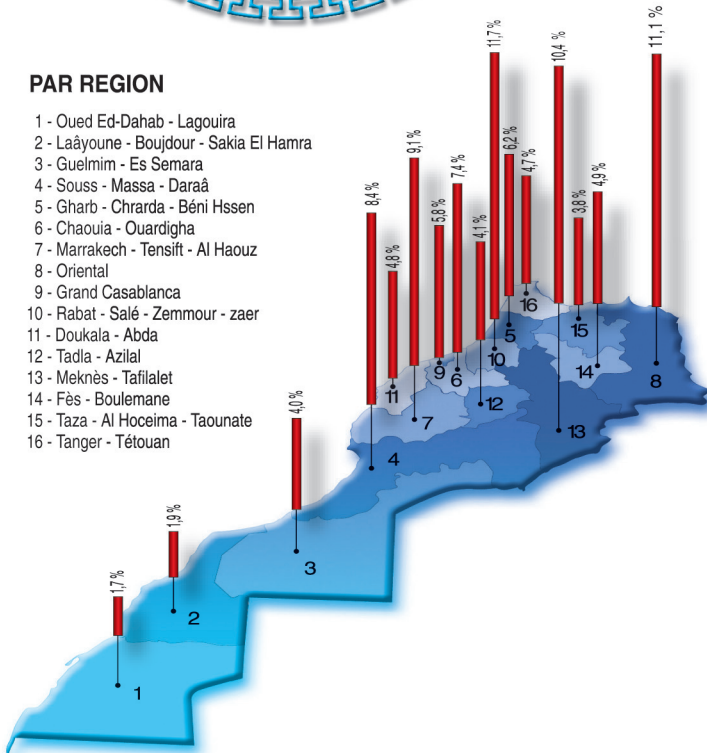 PAR REGION
1 - Oued Ed-Dahab - Lagouira
2 - Laâyoune - Boujdour - Sakia El Hamra
3 - Guelmim - Es Semara
4 - Souss - Massa - Daraâ
5 - Gharb - Chrarda - Béni Hssen
6 - Chaouia - Ouardigha
7 - Marrakech - Tensift - Al Haouz
8 - Oriental
9 - Grand Casablanca
10 - Rabat - Salé - Zemmour - zaer
11 - Doukala - Abda
12 - Tadla - Azilal
13 - Meknès - Tafilalet
14 - Fès - Boulemane
15 - Taza - Al Hoceima - Taounate
16 - Tanger - Tétouan
1,7 %
1,9 %
4,0 %
8,4 %
4,8 %
9,1 %
5,8 %
7,4 %
4,1 %
11,7 %
6,2 %
4,7 %
10,4 %
3,8 %
4,9 %
11,1 %
16
15
5
10
9
6
14
8
11
12
7
13
4
3
2
1